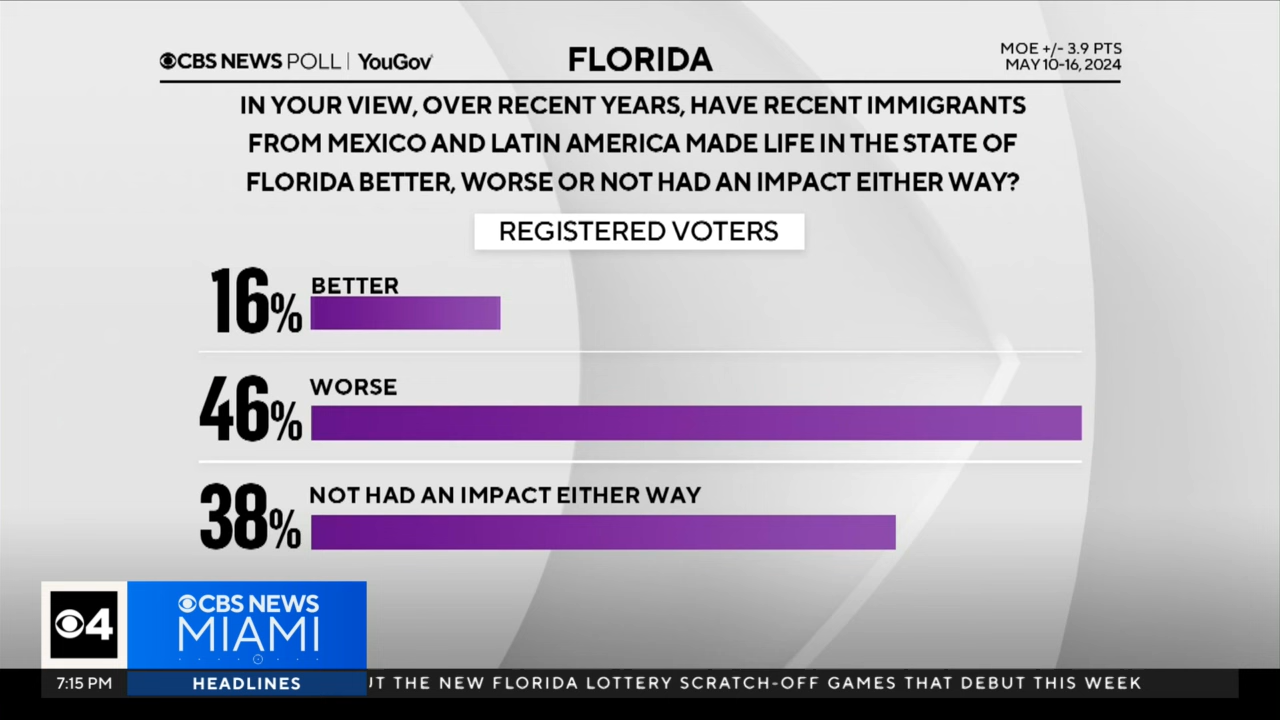 CBS NEWS POLL | YouGov
FLORIDA
MOE +/- 3.9 PTS
MAY 10-16, 2024
IN YOUR VIEW, OVER RECENT YEARS, HAVE RECENT IMMIGRANTS
FROM MEXICO AND LATIN AMERICA MADE LIFE IN THE STATE OF
FLORIDA BETTER, WORSE OR NOT HAD AN IMPACT EITHER WAY?
REGISTERED VOTERS
16% BETTER
46% WORSE
38% NOT HAD AN IMPACT EITHER WAY
4
CBS NEWS
MIAMI
7:15 PM
HEADLINES
THE NEW FLORIDA LOTTERY SCRATCH-OFF GAMES THAT DEBUT THIS WEEK